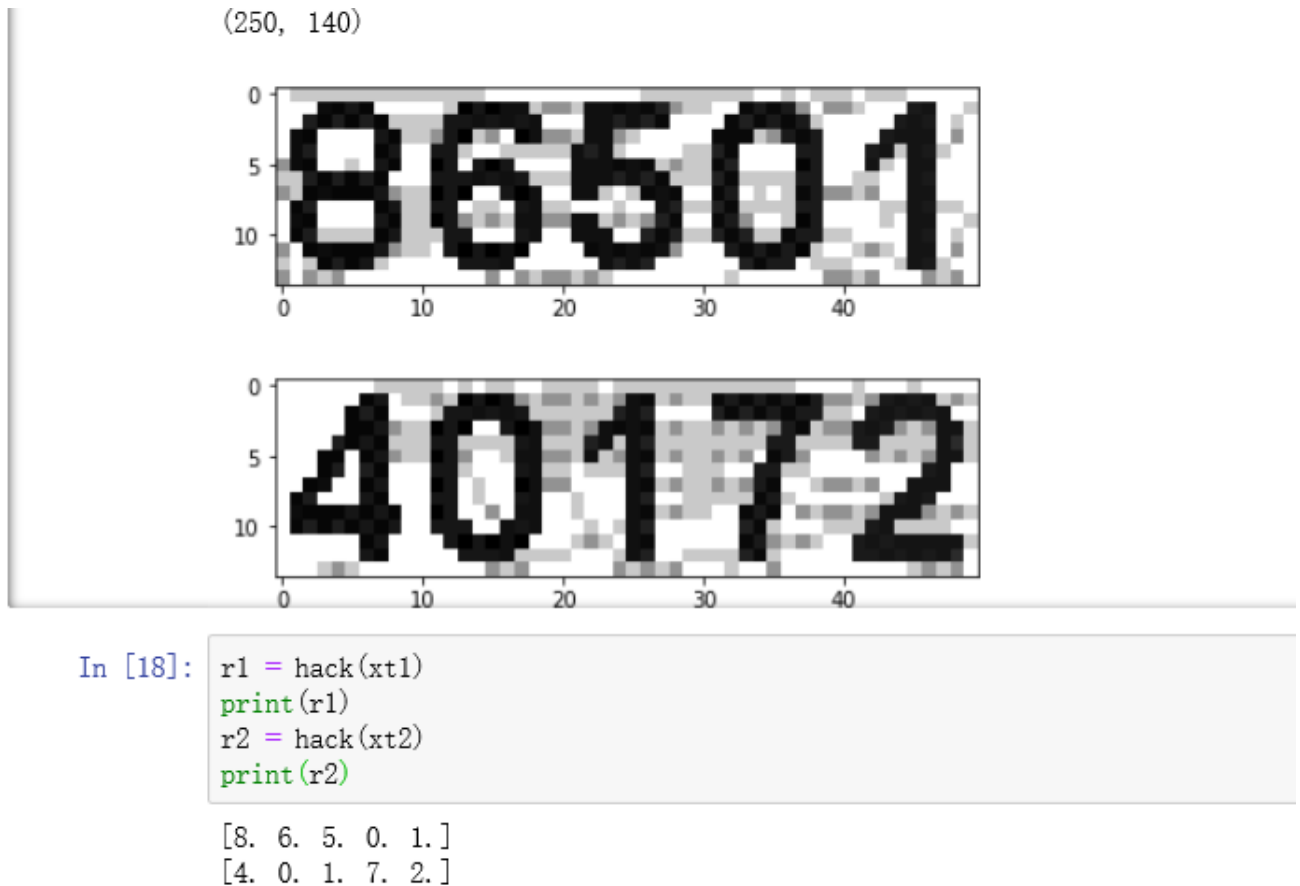 (250, 140)
0
5
10
86501
0 10 20 30 40
0
5
10
40172
0 10 20 30 40
In [18]: r1 = hack(xt1)
print(r1)
r2 = hack(xt2)
print(r2)
[8. 6. 5. 0. 1.]
[4. 0. 1. 7. 2.]